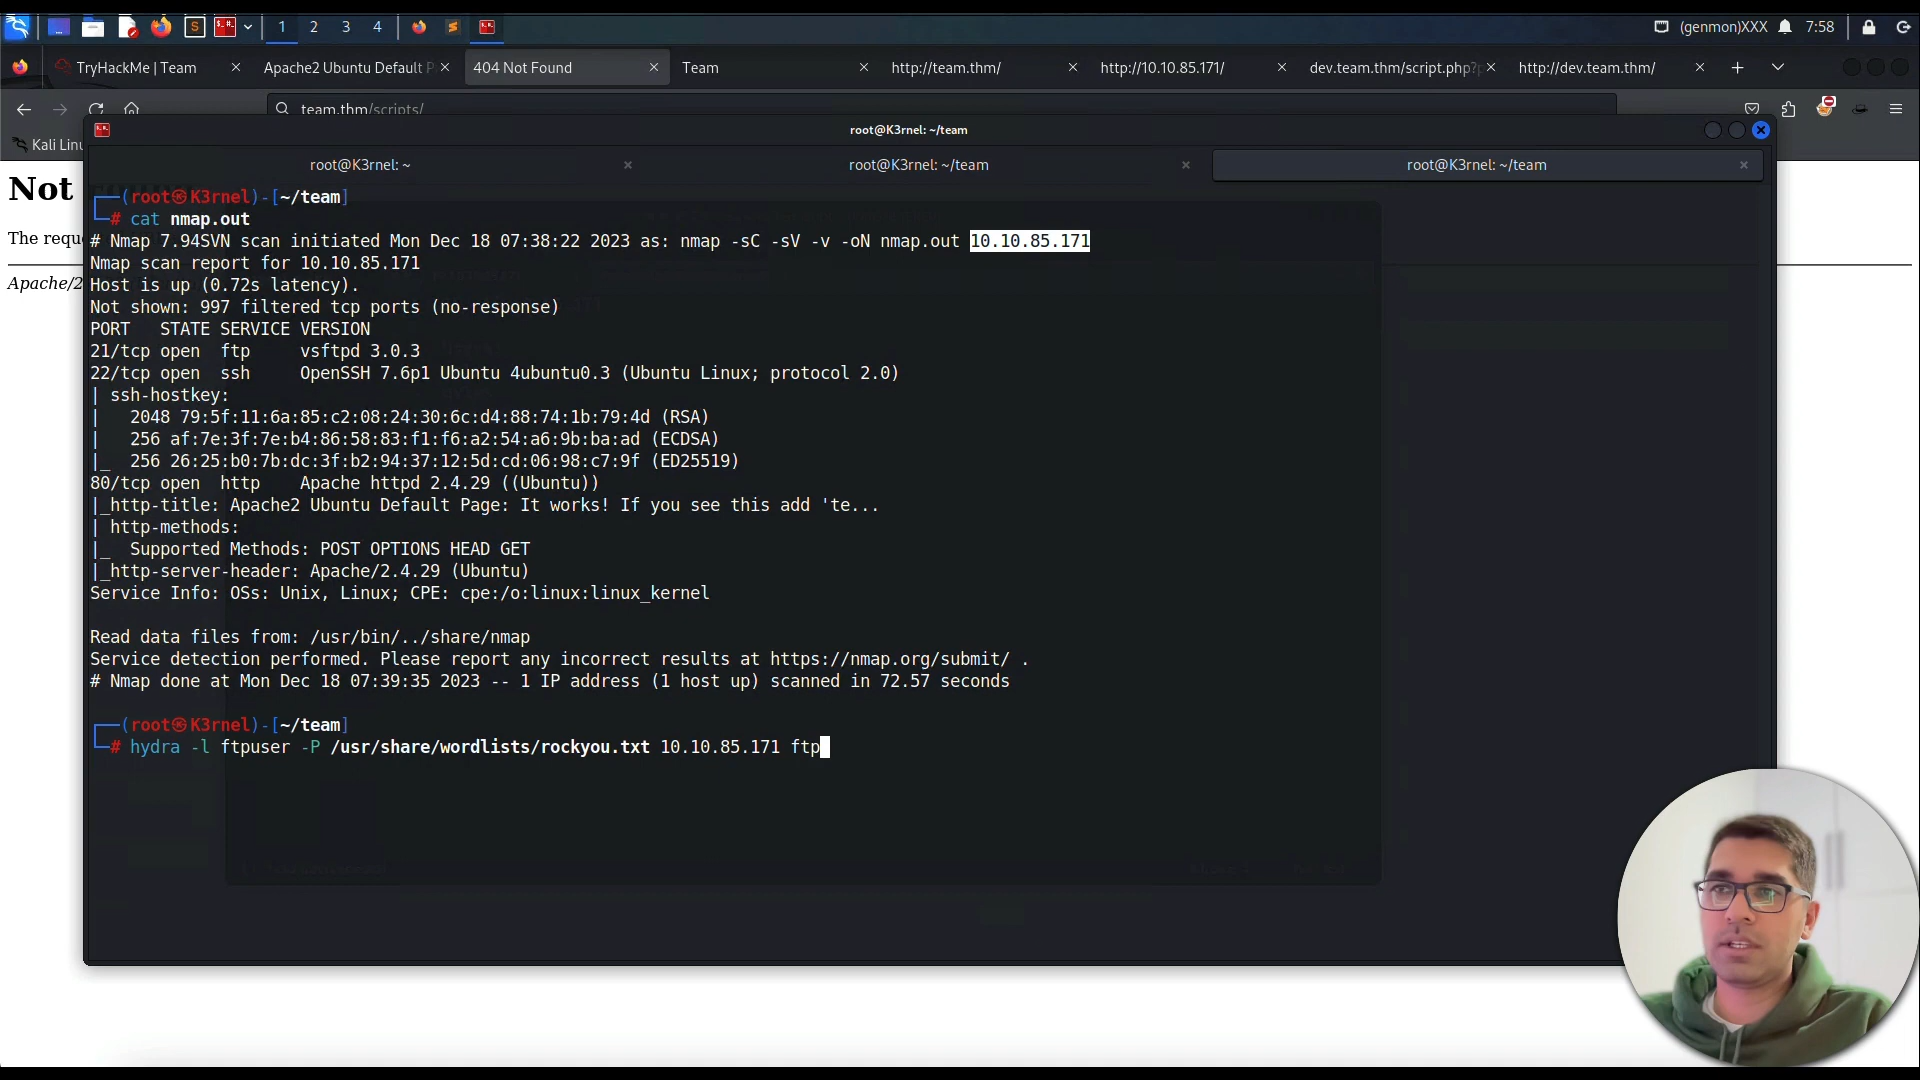 1 2 3 4 (genmon)XXX 7:58
TryHackMe | Team
Apache2 Ubuntu Default P
404 Not Found
Team
http://team.thm/
http://10.10.85.171/
dev.team.thm/script.php?p
http://dev.team.thm/
team.thm/scripts/
Kali Linu
root@K3rnel: ~/team
root@K3rnel: ~
root@K3rnel: ~/team
root@K3rnel: ~/team
Not
The reque
Apache/2
┌──(root㉿K3rnel)-[~/team]
└─# cat nmap.out
# Nmap 7.94SVN scan initiated Mon Dec 18 07:38:22 2023 as: nmap -sC -sV -v -oN nmap.out 10.10.85.171
Nmap scan report for 10.10.85.171
Host is up (0.72s latency).
Not shown: 997 filtered tcp ports (no-response)
PORT   STATE SERVICE VERSION
21/tcp open  ftp     vsftpd 3.0.3
22/tcp open  ssh     OpenSSH 7.6p1 Ubuntu 4ubuntu0.3 (Ubuntu Linux; protocol 2.0)
| ssh-hostkey:
|   2048 79:5f:11:6a:85:c2:08:24:30:6c:d4:88:74:1b:79:4d (RSA)
|   256 af:7e:3f:7e:b4:86:58:83:f1:f6:a2:54:a6:9b:ba:ad (ECDSA)
|_  256 26:25:b0:7b:dc:3f:b2:94:37:12:5d:cd:06:98:c7:9f (ED25519)
80/tcp open  http    Apache httpd 2.4.29 ((Ubuntu))
|_http-title: Apache2 Ubuntu Default Page: It works! If you see this add 'te...
| http-methods:
|_  Supported Methods: POST OPTIONS HEAD GET
|_http-server-header: Apache/2.4.29 (Ubuntu)
Service Info: OSs: Unix, Linux; CPE: cpe:/o:linux:linux_kernel
Read data files from: /usr/bin/../share/nmap
Service detection performed. Please report any incorrect results at https://nmap.org/submit/ .
# Nmap done at Mon Dec 18 07:39:35 2023 -- 1 IP address (1 host up) scanned in 72.57 seconds
┌──(root㉿K3rnel)-[~/team]
└─# hydra -l ftpuser -P /usr/share/wordlists/rockyou.txt 10.10.85.171 ftp